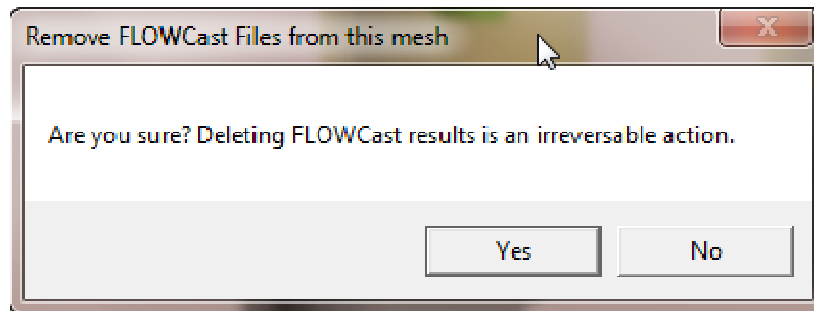 Remove FLOWCast Files from this mesh
Are you sure? Deleting FLOWCast results is an irreversable action.
Yes
No